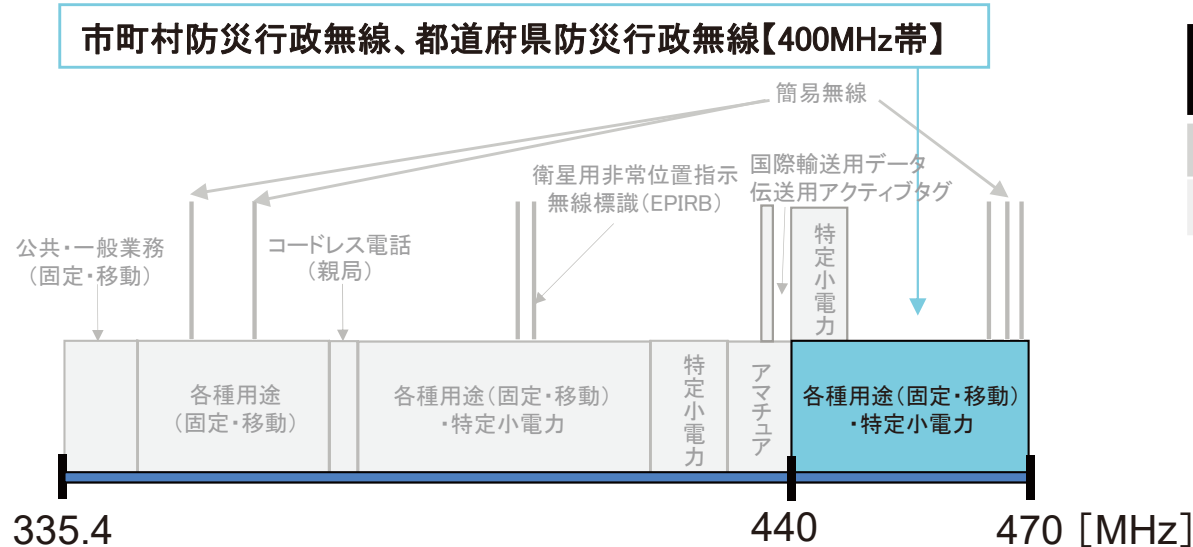 市町村防災行政無線、都道府県防災行政無線【400MHz帯】
簡易無線
衛星用非常位置指示
無線標識(EPIRB)
国際輸送用データ
伝送用アクティブタグ
公共・一般業務
(固定・移動)
コードレス電話
(親局)
特定小電力
各種用途
(固定・移動)
各種用途(固定・移動)
・特定小電力
特定小電力
アマチュア
各種用途(固定・移動)
・特定小電力
335.4
440
470 [MHz]